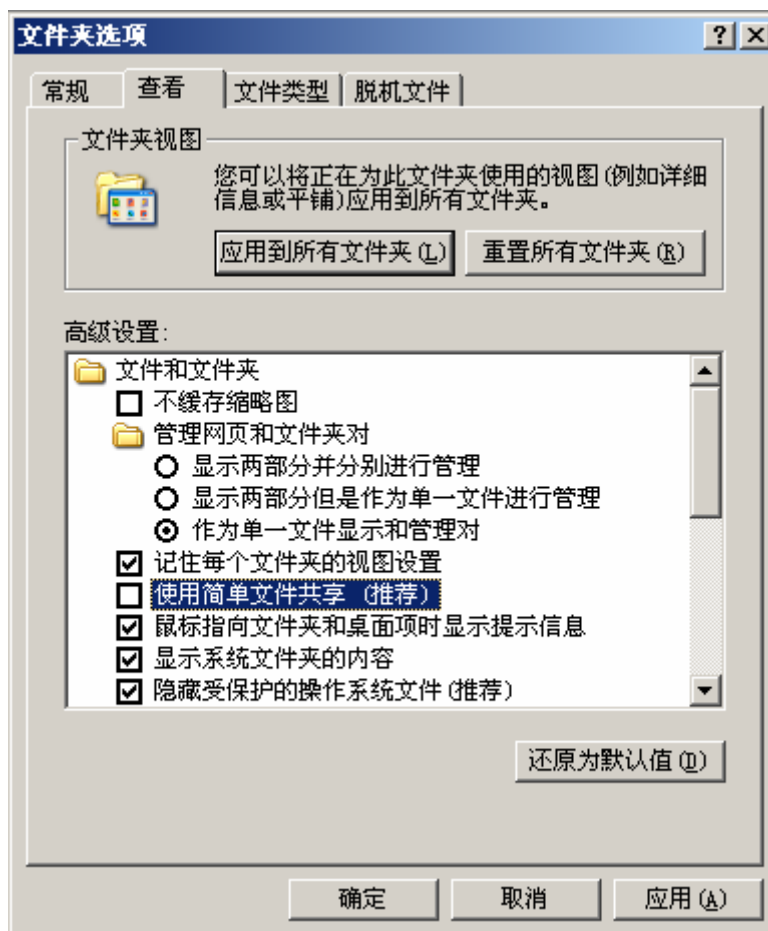 文件夹选项
常规 查看 文件类型 脱机文件
文件夹视图
您可以将正在为此文件夹使用的视图(例如详细
信息或平铺)应用到所有文件夹。
应用到所有文件夹(L) 重置所有文件夹(R)
高级设置:
文件和文件夹
不缓存缩略图
管理网页和文件夹对
显示两部分并分别进行管理
显示两部分但是作为单一文件进行管理
作为单一文件显示和管理对
记住每个文件夹的视图设置
使用简单文件共享 (推荐)
鼠标指向文件夹和桌面项时显示提示信息
显示系统文件夹的内容
隐藏受保护的操作系统文件(推荐)
还原为默认值(D)
确定 取消 应用(A)